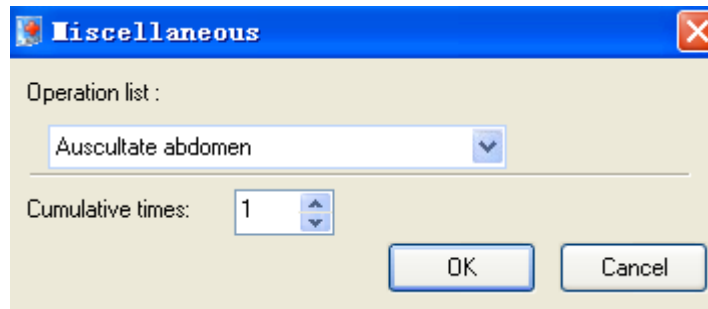 Miscellaneous
Operation list :
Auscultate abdomen
Cumulative times: 1
OK Cancel